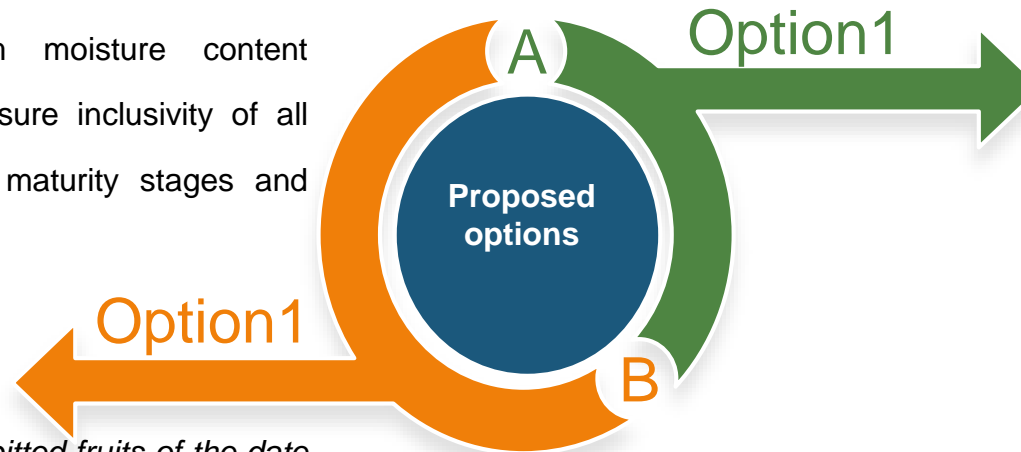 moisture content
A
Option1
sure inclusivity of all
maturity stages and
Proposed
options
Option1
B
pitted fruits of the date